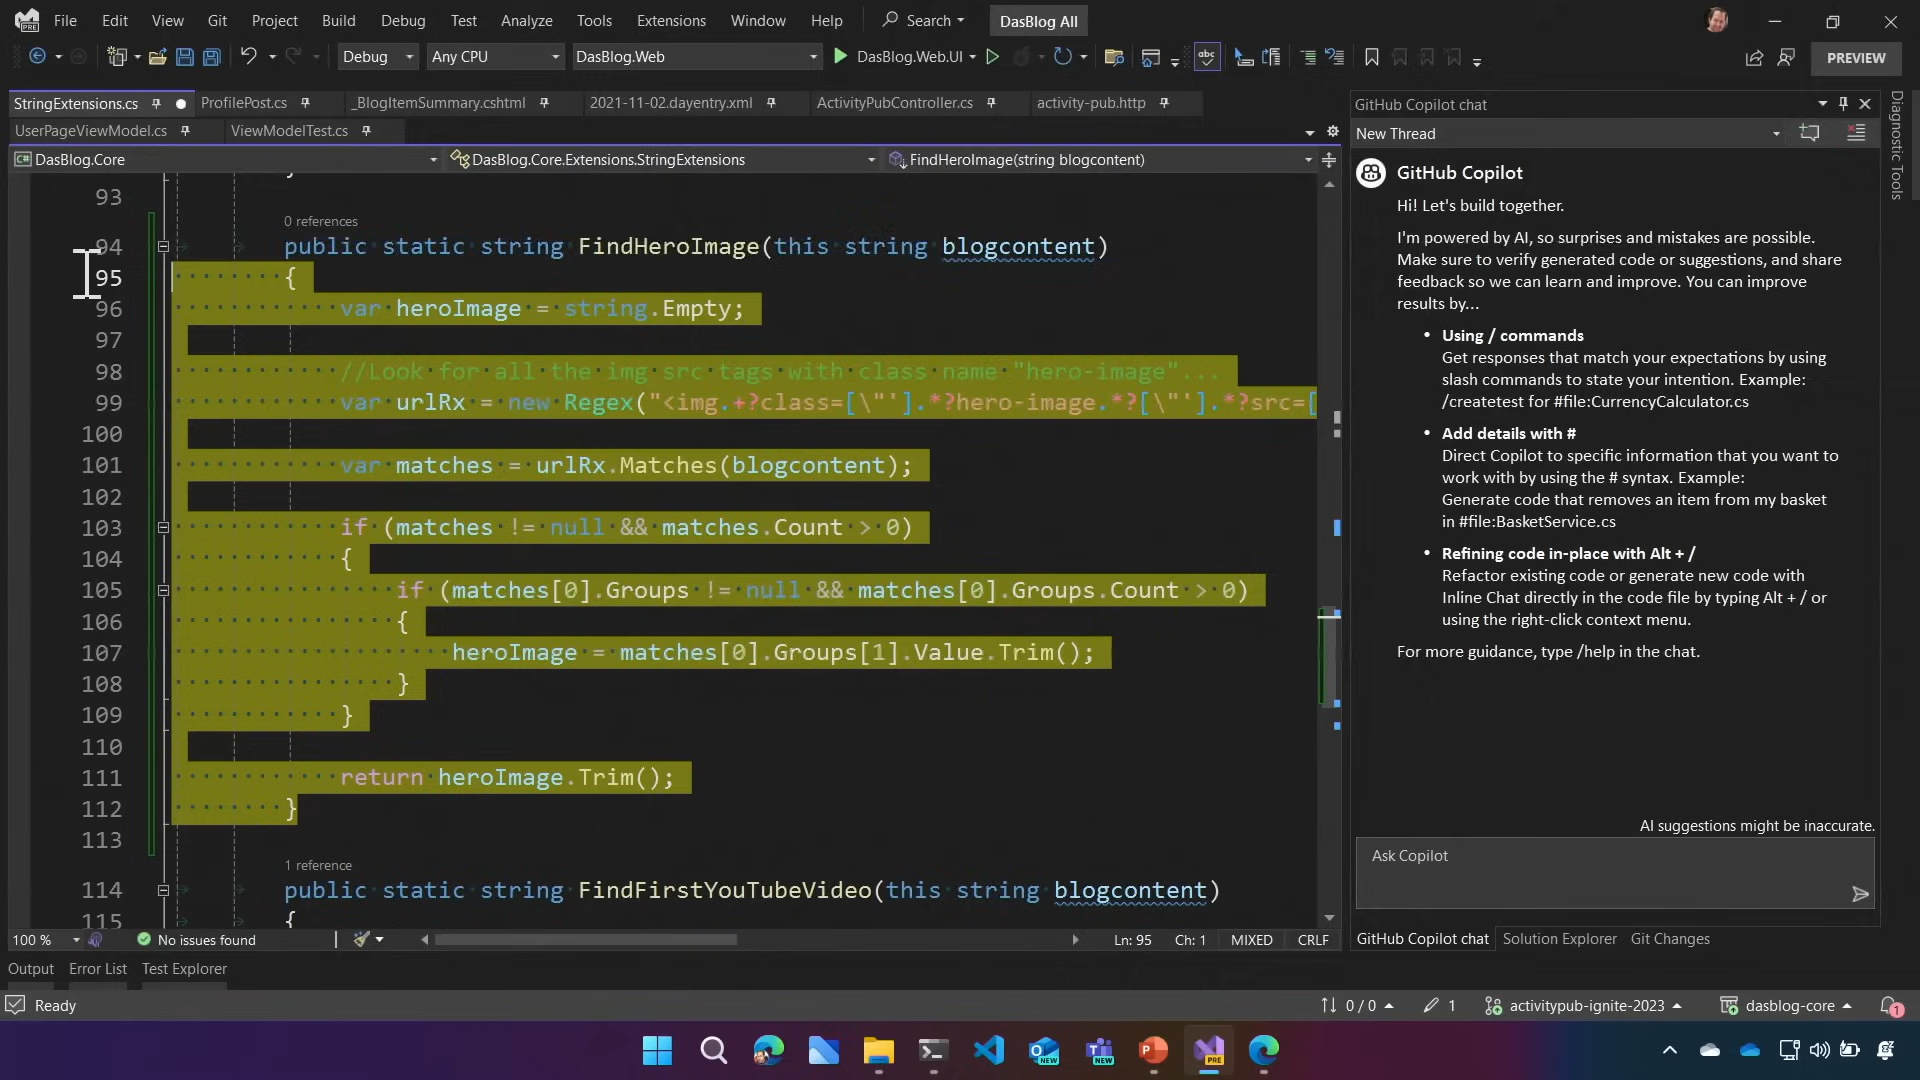 File Edit View Git Project Build Debug Test Analyze Tools Extensions Window Help Search DasBlog All
PRE
Debug Any CPU DasBlog.Web DasBlog.Web.UI abc PREVIEW
StringExtensions.cs ProfilePost.cs _BlogItemSummary.cshtml 2021-11-02.dayentry.xml ActivityPubController.cs activity-pub.http
UserPageViewModel.cs ViewModelTest.cs
C# DasBlog.Core DasBlog.Core.Extensions.StringExtensions FindHeroImage(string blogcontent)
}
93
0 references
94 public static string FindHeroImage(this string blogcontent)
95 {
96 var heroImage = string.Empty;
97
98 //Look for all the img src tags with class name "hero-image"...
99 var urlRx = new Regex("<img.+?class=[\"'].*?hero-image.*?[\"'].*?src=[
100
101 var matches = urlRx.Matches(blogcontent);
102
103 if (matches != null && matches.Count > 0)
104 {
105 if (matches[0].Groups != null && matches[0].Groups.Count > 0)
106 {
107 heroImage = matches[0].Groups[1].Value.Trim();
108 }
109 }
110
111 return heroImage.Trim();
112 }
113
1 reference
114 public static string FindFirstYouTubeVideo(this string blogcontent)
115 {
100 % No issues found Ln: 95 Ch: 1 MIXED CRLF
Output Error List Test Explorer
GitHub Copilot chat
New Thread
GitHub Copilot
Hi! Let's build together.
I'm powered by AI, so surprises and mistakes are possible.
Make sure to verify generated code or suggestions, and share
feedback so we can learn and improve. You can improve
results by...
• Using / commands
Get responses that match your expectations by using
slash commands to state your intention. Example:
/createtest for #file:CurrencyCalculator.cs
• Add details with #
Direct Copilot to specific information that you want to
work with by using the # syntax. Example:
Generate code that removes an item from my basket
in #file:BasketService.cs
• Refining code in-place with Alt + /
Refactor existing code or generate new code with
Inline Chat directly in the code file by typing Alt + / or
using the right-click context menu.
For more guidance, type /help in the chat.
AI suggestions might be inaccurate.
Ask Copilot
GitHub Copilot chat Solution Explorer Git Changes
Diagnostic Tools
Ready 0 / 0 1 activitypub-ignite-2023 dasblog-core 1
NEW NEW PRE